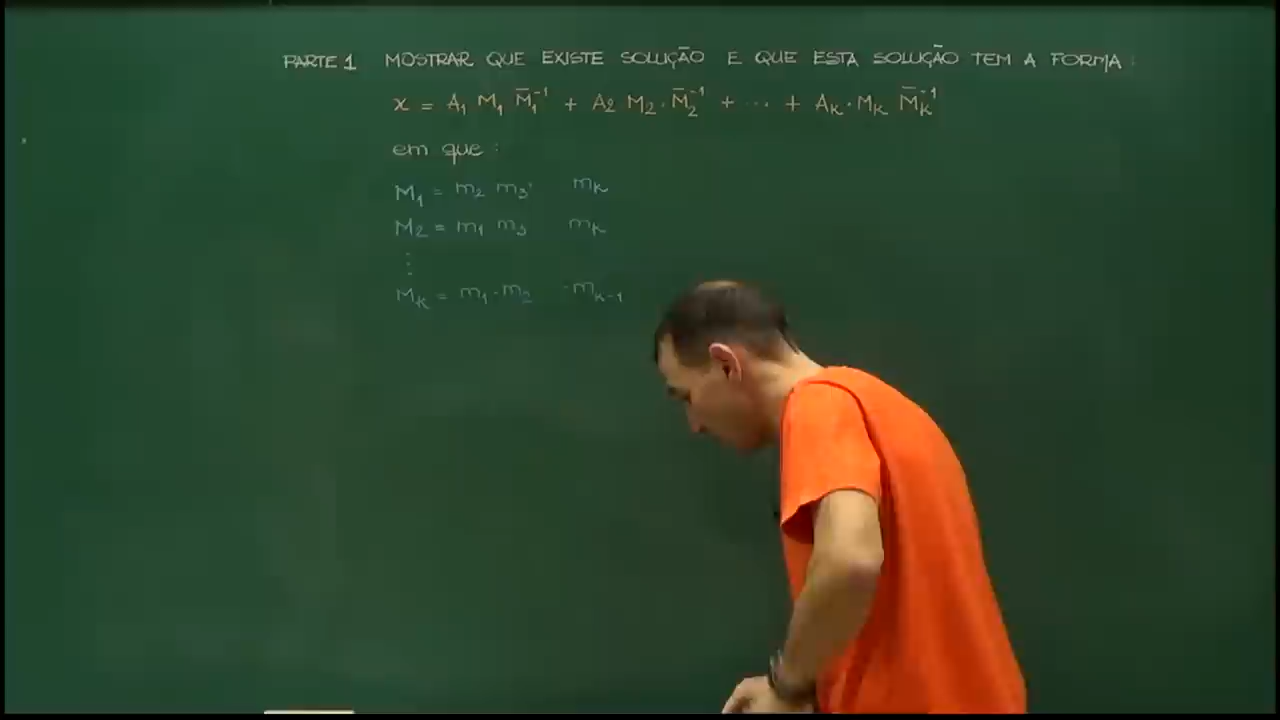 PARTE 1 MOSTRAR QUE EXISTE SOLUÇÃO E QUE ESTA SOLUÇÃO TEM A FORMA:
x = A₁ M₁ M̅₁⁻¹ + A₂ M₂ · M̅₂⁻¹ + ... + Aₖ · Mₖ M̅ₖ⁻¹
em que :
M₁ = m₂ m₃ mₖ
M₂ = m₁ m₃ mₖ
⋮
Mₖ = m₁ · m₂ · mₖ₋₁